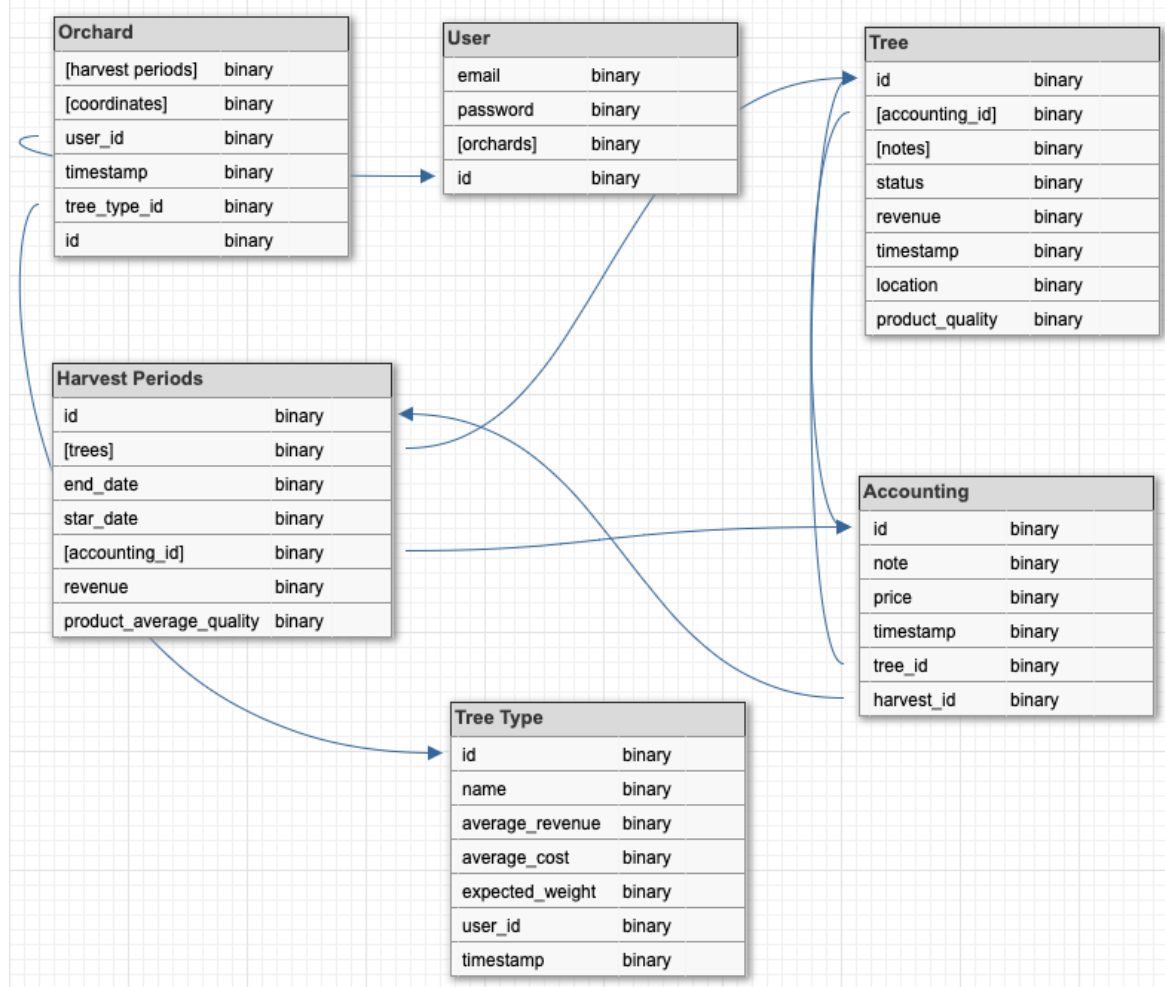 Orchard
[harvest periods] binary
[coordinates] binary
user_id binary
timestamp binary
tree_type_id binary
id binary
User
email binary
password binary
[orchards] binary
id binary
Tree
id binary
[accounting_id] binary
[notes] binary
status binary
revenue binary
timestamp binary
location binary
product_quality binary
Harvest Periods
id binary
[trees] binary
end_date binary
star_date binary
[accounting_id] binary
revenue binary
product_average_quality binary
Accounting
id binary
note binary
price binary
timestamp binary
tree_id binary
harvest_id binary
Tree Type
id binary
name binary
average_revenue binary
average_cost binary
expected_weight binary
user_id binary
timestamp binary